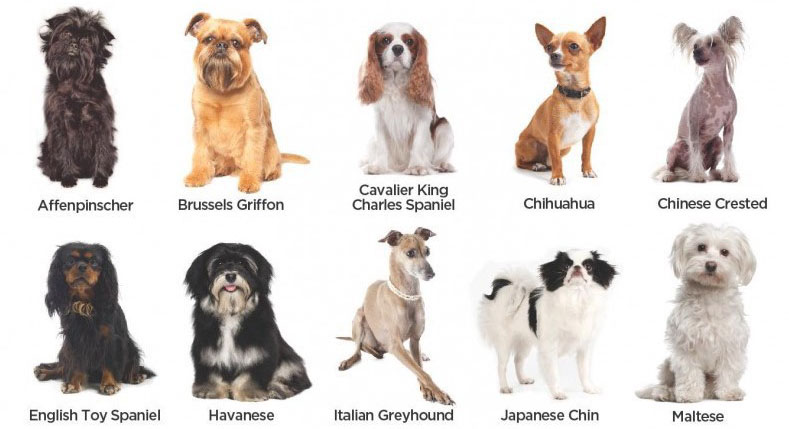 Affenpinscher
Brussels Griffon
Cavalier King
Charles Spaniel
Chihuahua
Chinese Crested
English Toy Spaniel
Havanese
Italian Greyhound
Japanese Chin
Maltese